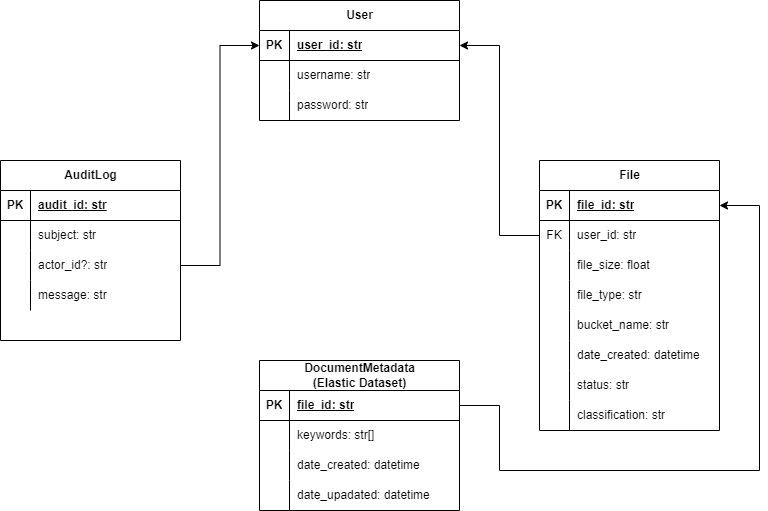 User
PK user_id: str
username: str
password: str
AuditLog
PK audit_id: str
subject: str
actor_id?: str
message: str
File
PK file_id: str
FK user_id: str
file_size: float
file_type: str
bucket_name: str
date_created: datetime
status: str
classification: str
DocumentMetadata
(Elastic Dataset)
PK file_id: str
keywords: str[]
date_created: datetime
date_upadated: datetime